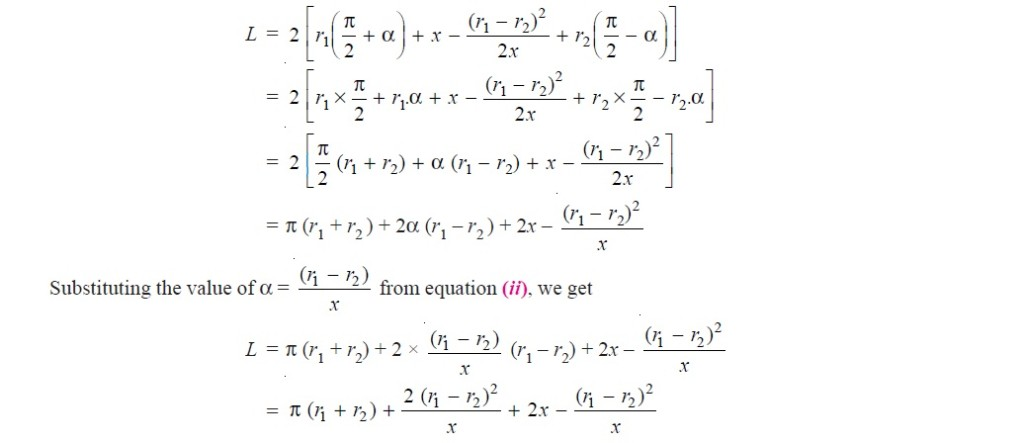 L = 2 [ r₁ ( π/2 + α ) + x − (r₁ − r₂)²/2x + r₂ ( π/2 − α ) ]
= 2 [ r₁ × π/2 + r₁.α + x − (r₁ − r₂)²/2x + r₂ × π/2 − r₂.α ]
= 2 [ π/2 (r₁ + r₂) + α (r₁ − r₂) + x − (r₁ − r₂)²/2x ]
= π (r₁ + r₂) + 2α (r₁ − r₂) + 2x − (r₁ − r₂)²/x
Substituting the value of α = (r₁ − r₂)/x from equation (ii), we get
L = π (r₁ + r₂) + 2 × (r₁ − r₂)/x (r₁ − r₂) + 2x − (r₁ − r₂)²/x
= π (r₁ + r₂) + 2 (r₁ − r₂)²/x + 2x − (r₁ − r₂)²/x